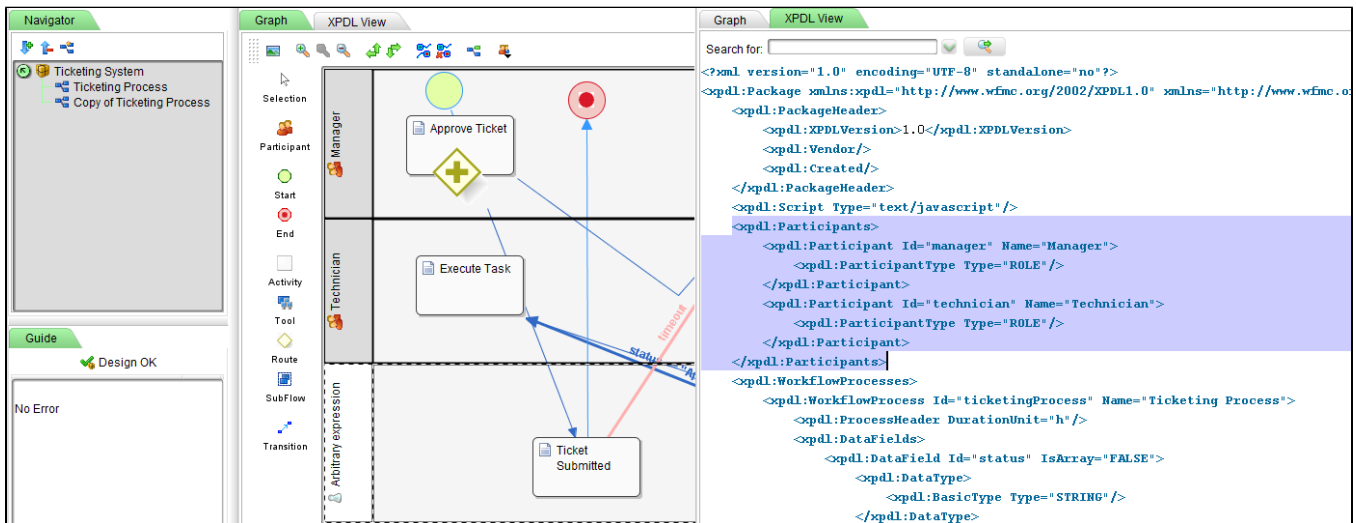 Navigator
Ticketing System
Ticketing Process
Copy of Ticketing Process
Guide
Design OK
No Error
Graph
XPDL View
Selection
Participant
Start
End
Activity
Tool
Route
SubFlow
Transition
Manager
Approve Ticket
Technician
Execute Task
timeout
Arbitrary expression
Ticket
Submitted
Graph
XPDL View
Search for:
<?xml version="1.0" encoding="UTF-8" standalone="no"?>
<xpdl:Package xmlns:xpdl="http://www.wfmc.org/2002/XPDL1.0" xmlns="http://www.wfmc.o
<xpdl:PackageHeader>
<xpdl:XPDLVersion>1.0</xpdl:XPDLVersion>
<xpdl:Vendor/>
<xpdl:Created/>
</xpdl:PackageHeader>
<xpdl:Script Type="text/javascript"/>
<xpdl:Participants>
<xpdl:Participant Id="manager" Name="Manager">
<xpdl:ParticipantType Type="ROLE"/>
</xpdl:Participant>
<xpdl:Participant Id="technician" Name="Technician">
<xpdl:ParticipantType Type="ROLE"/>
</xpdl:Participant>
</xpdl:Participants>
<xpdl:WorkflowProcesses>
<xpdl:WorkflowProcess Id="ticketingProcess" Name="Ticketing Process">
<xpdl:ProcessHeader DurationUnit="h"/>
<xpdl:DataFields>
<xpdl:DataField Id="status" IsArray="FALSE">
<xpdl:DataType>
<xpdl:BasicType Type="STRING"/>
</xpdl:DataType>